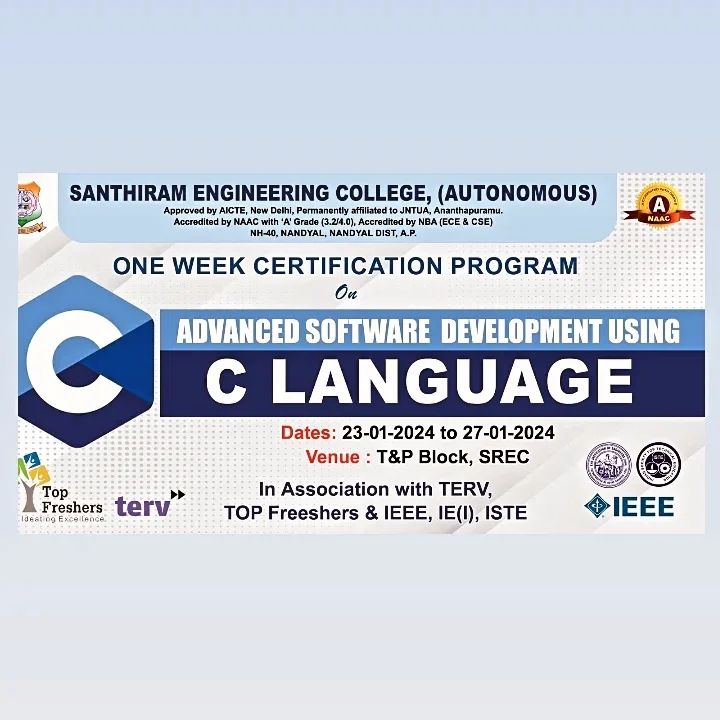 SANTHIRAM ENGINEERING COLLEGE, (AUTONOMOUS)
Approved by AICTE, New Delhi, Permanently affiliated to JNTUA, Ananthapuramu.
Accredited by NAAC with 'A' Grade (3.2/4.0), Accredited by NBA (ECE & CSE)
NH-40, NANDYAL, NANDYAL DIST, A.P.
A
NAAC
ONE WEEK CERTIFICATION PROGRAM
On
C
ADVANCED SOFTWARE DEVELOPMENT USING
C LANGUAGE
Dates: 23-01-2024 to 27-01-2024
Venue : T&P Block, SREC
Top
Freshers
Ideating Excellence.
terv
In Association with TERV,
TOP Freeshers & IEEE, IE(I), ISTE
IEEE